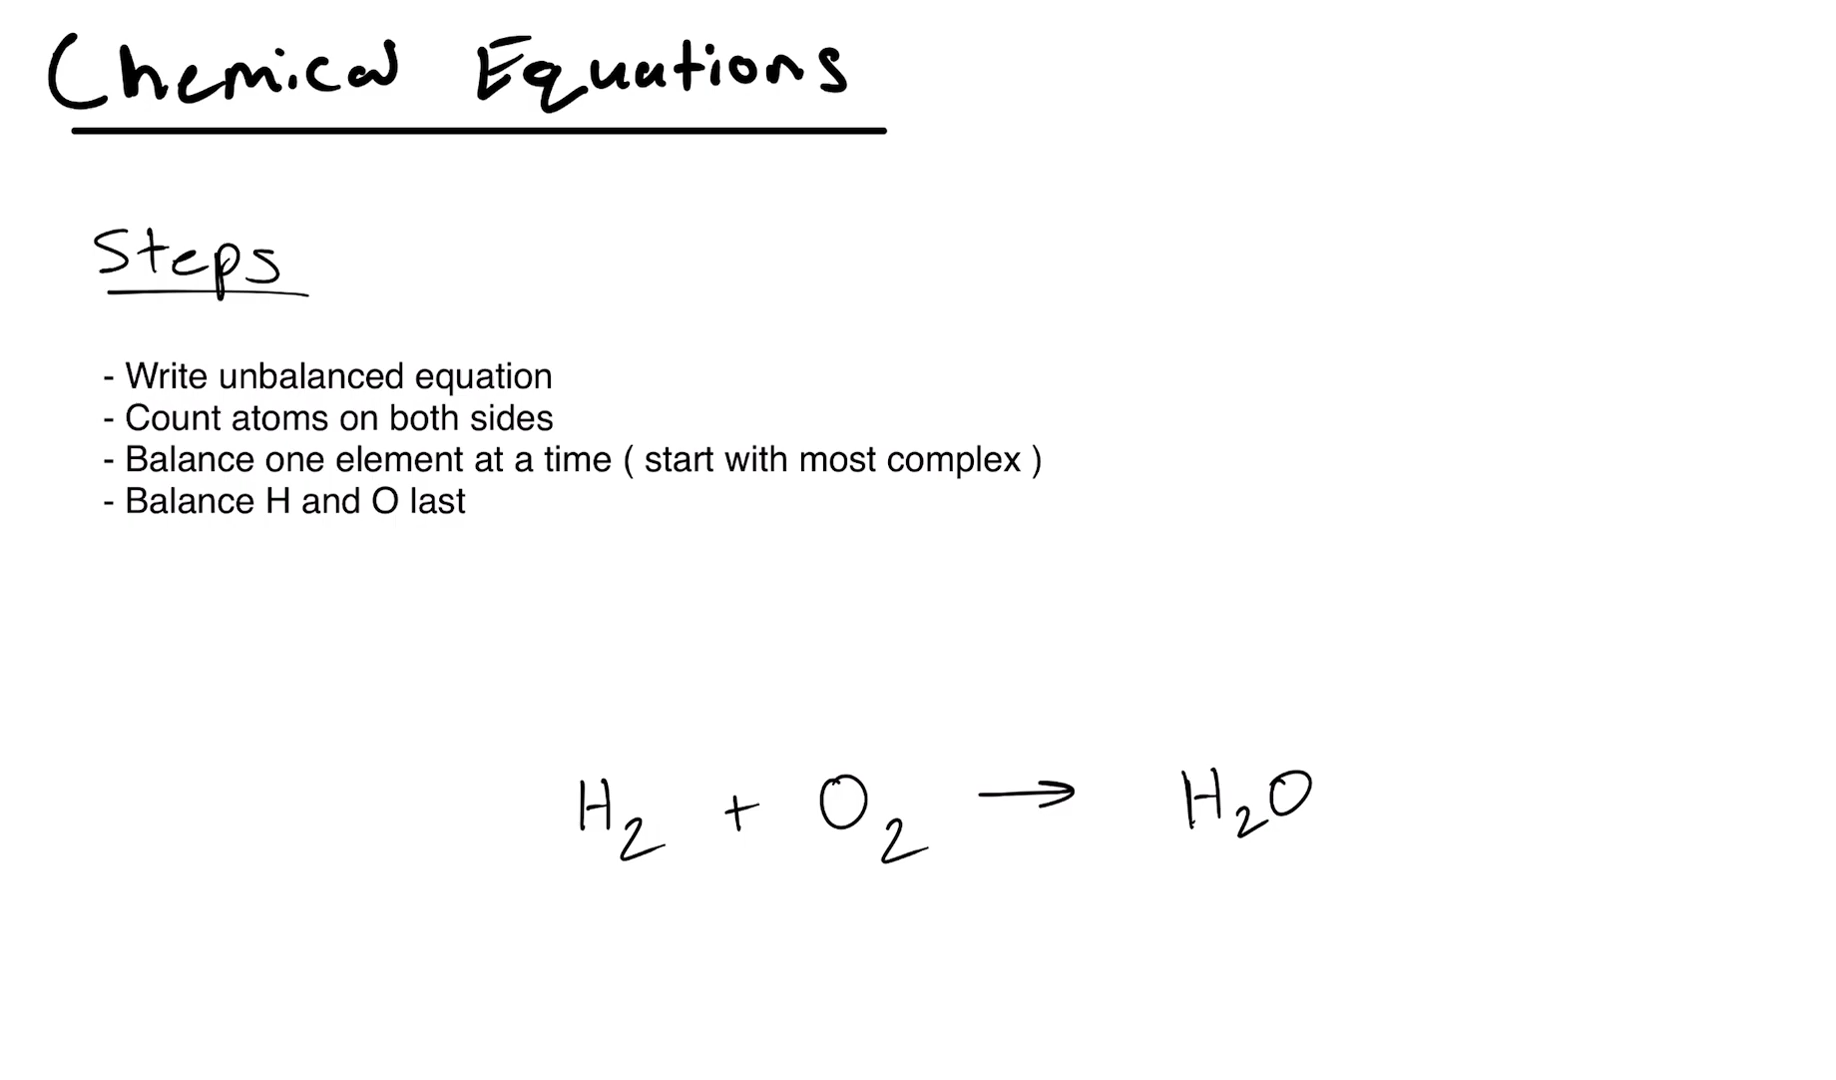 Chemical Equations
Steps
- Write unbalanced equation
- Count atoms on both sides
- Balance one element at a time ( start with most complex )
- Balance H and O last
H₂ + O₂ → H₂O